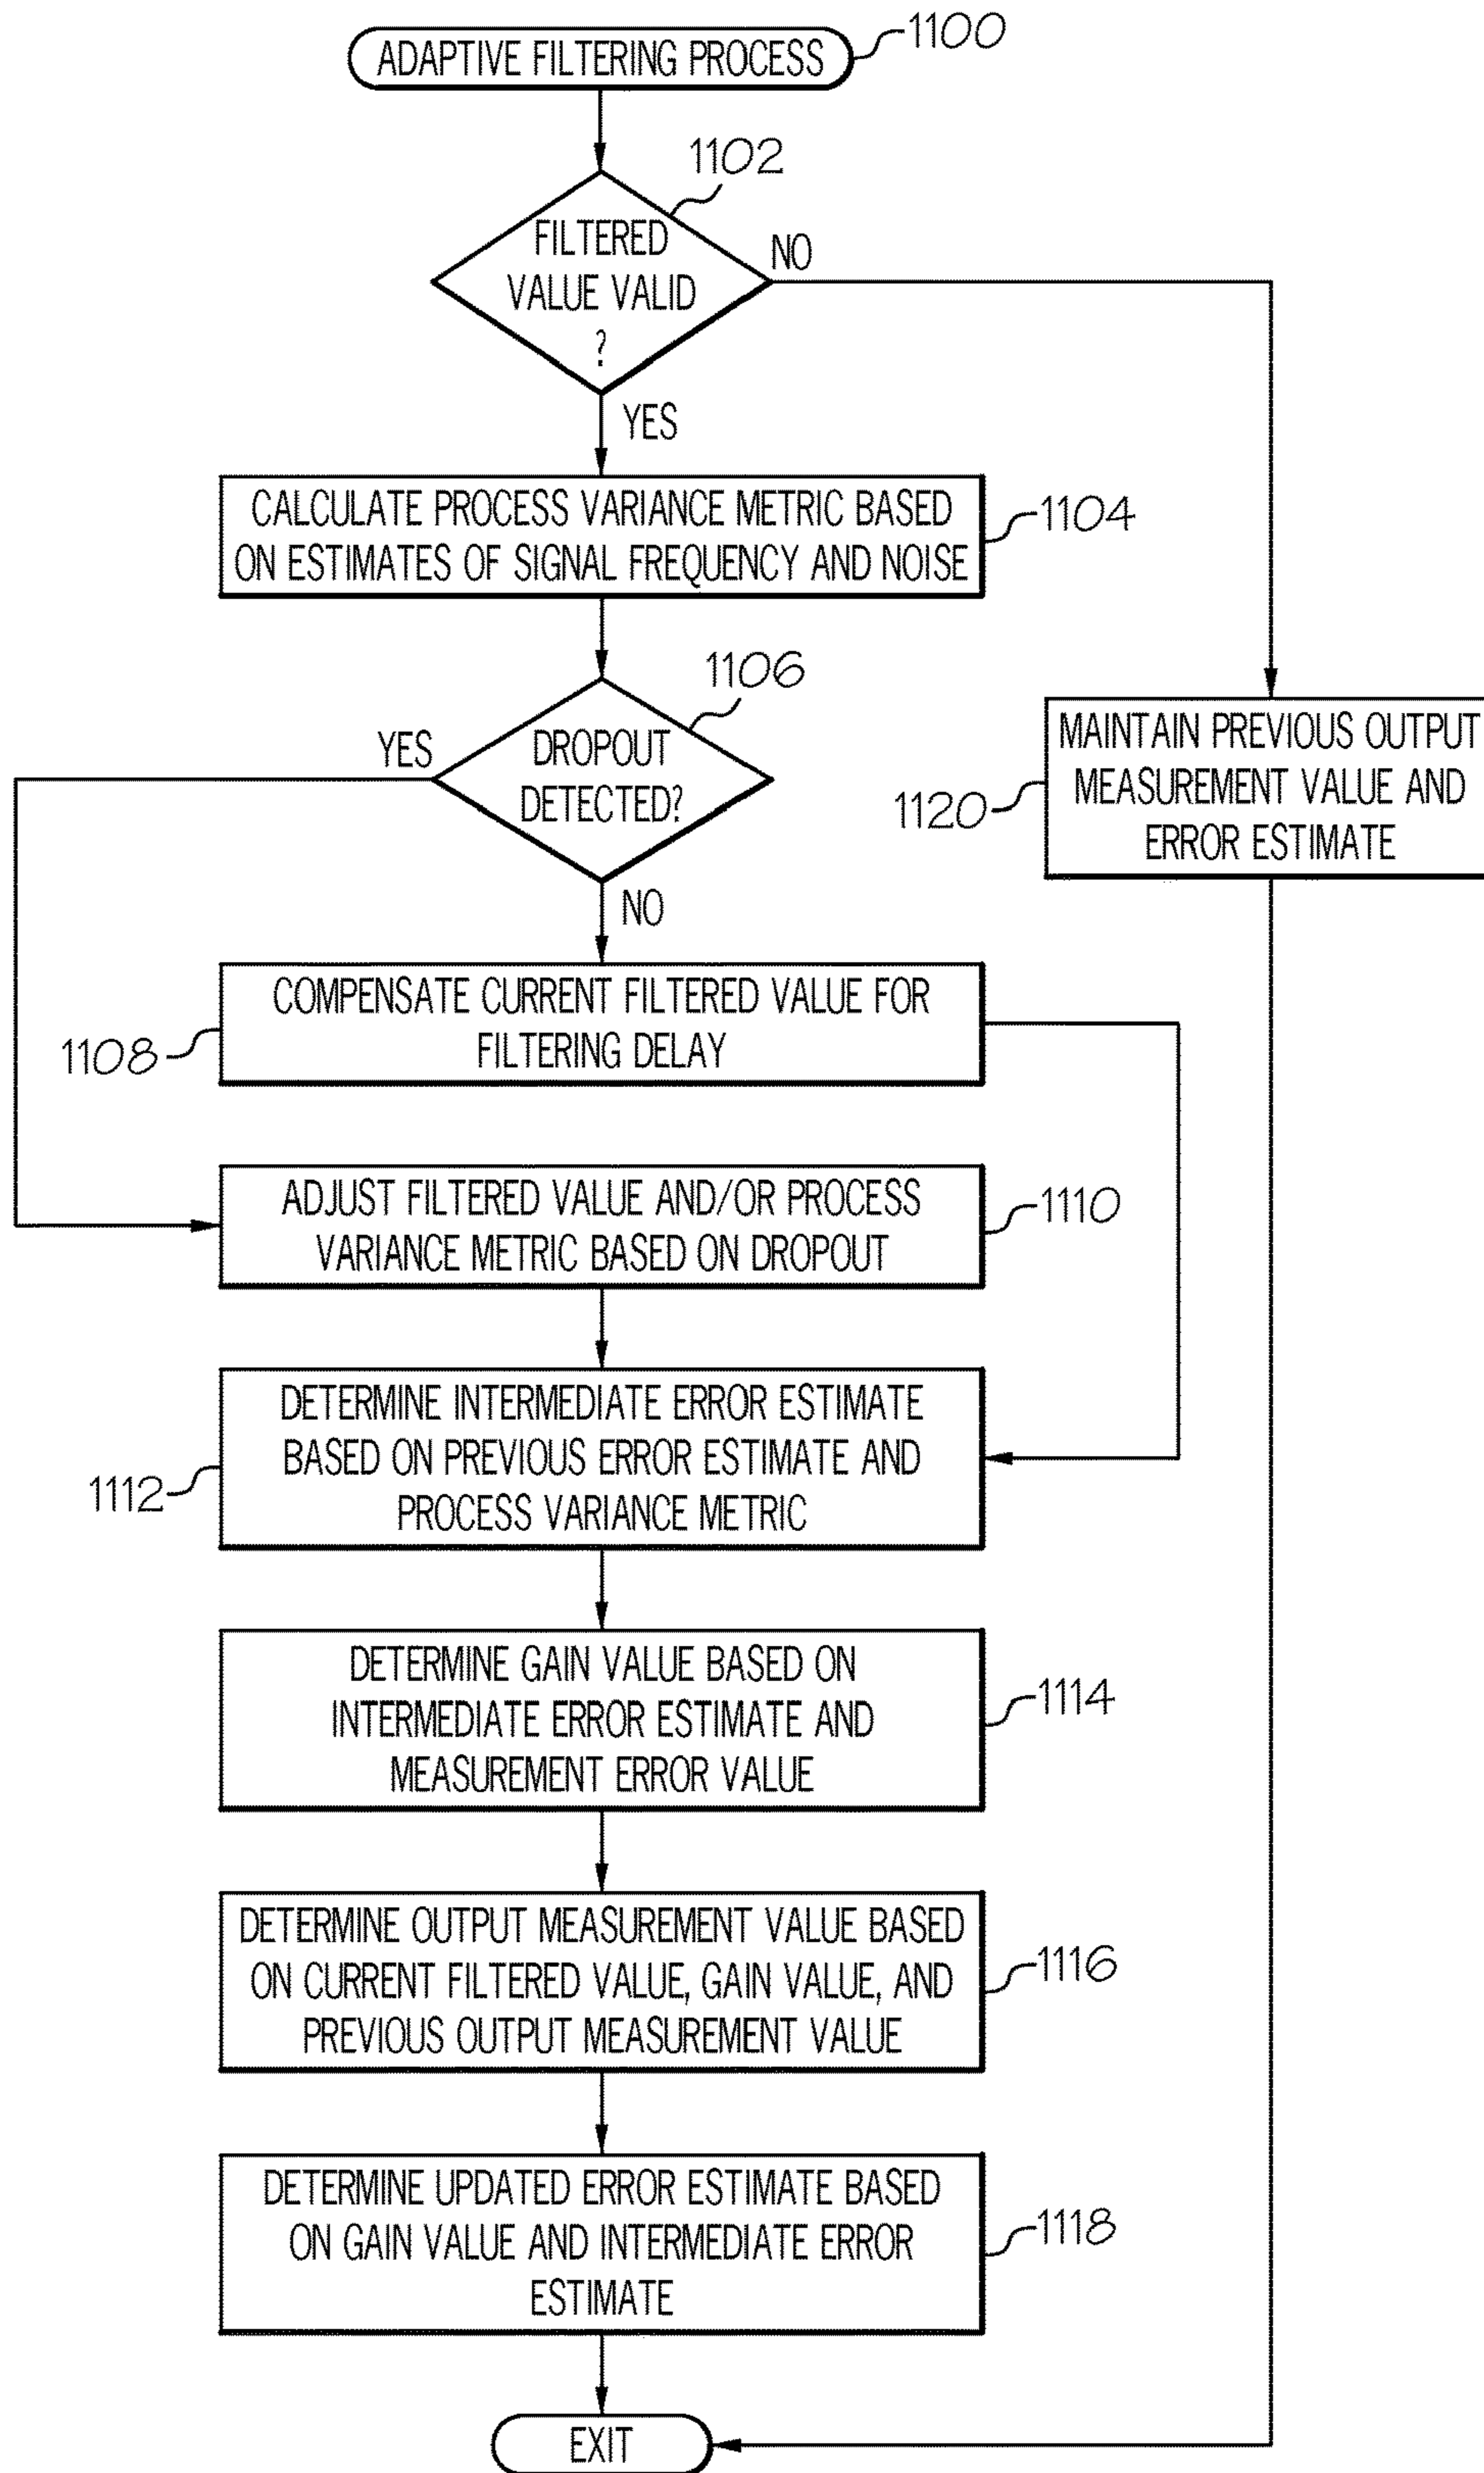 ADAPTIVE FILTERING PROCESS
1100
1102
FILTERED
VALUE VALID
?
NO
YES
CALCULATE PROCESS VARIANCE METRIC BASED
ON ESTIMATES OF SIGNAL FREQUENCY AND NOISE
1104
1106
YES
DROPOUT
DETECTED?
NO
MAINTAIN PREVIOUS OUTPUT
MEASUREMENT VALUE AND
ERROR ESTIMATE
1120
COMPENSATE CURRENT FILTERED VALUE FOR
FILTERING DELAY
1108
ADJUST FILTERED VALUE AND/OR PROCESS
VARIANCE METRIC BASED ON DROPOUT
1110
DETERMINE INTERMEDIATE ERROR ESTIMATE
BASED ON PREVIOUS ERROR ESTIMATE AND
PROCESS VARIANCE METRIC
1112
DETERMINE GAIN VALUE BASED ON
INTERMEDIATE ERROR ESTIMATE AND
MEASUREMENT ERROR VALUE
1114
DETERMINE OUTPUT MEASUREMENT VALUE BASED
ON CURRENT FILTERED VALUE, GAIN VALUE, AND
PREVIOUS OUTPUT MEASUREMENT VALUE
1116
DETERMINE UPDATED ERROR ESTIMATE BASED
ON GAIN VALUE AND INTERMEDIATE ERROR
ESTIMATE
1118
EXIT